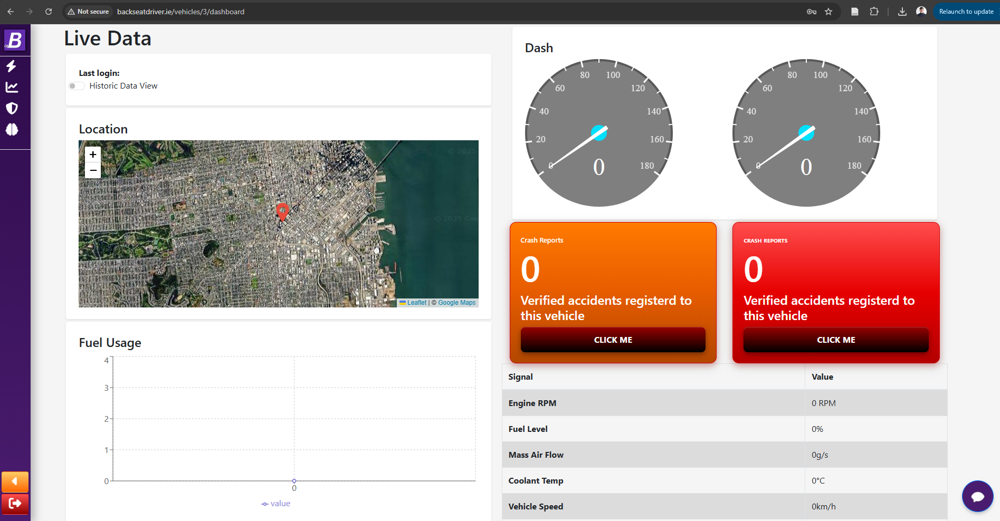 Not secure
backseatdriver.ie/vehicles/3/dashboard
Relaunch to update
B
Live Data
Last login:
Historic Data View
Location
+
−
© 2025
© 2025 Goo
Leaflet | © Google Maps
Fuel Usage
4
3
2
1
0
0
value
Dash
0
20
40
60
80
100
120
140
160
180
0
0
20
40
60
80
100
120
140
160
180
0
Crash Reports
0
Verified accidents registerd to
this vehicle
CLICK ME
CRASH REPORTS
0
Verified accidents registerd to
this vehicle
CLICK ME
Signal Value
Engine RPM 0 RPM
Fuel Level 0%
Mass Air Flow 0g/s
Coolant Temp 0°C
Vehicle Speed 0km/h